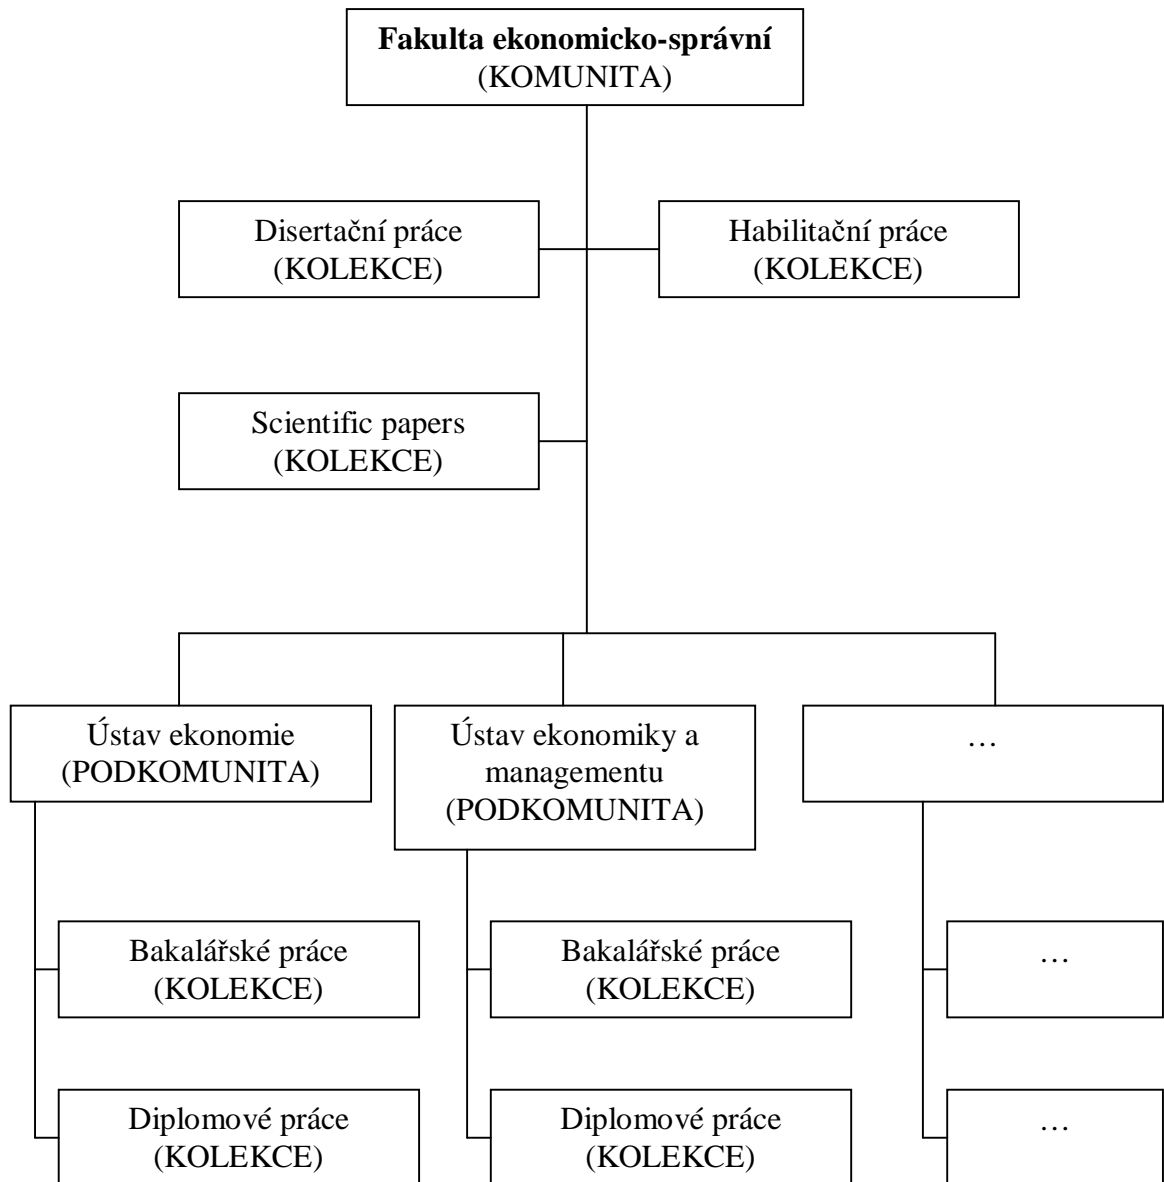 Fakulta ekonomicko-správní
(KOMUNITA)
Disertační práce
(KOLEKCE)
Habilitační práce
(KOLEKCE)
Scientific papers
(KOLEKCE)
Ústav ekonomie
(PODKOMUNITA)
Ústav ekonomiky a
managementu
(PODKOMUNITA)
…
Bakalářské práce
(KOLEKCE)
Bakalářské práce
(KOLEKCE)
…
Diplomové práce
(KOLEKCE)
Diplomové práce
(KOLEKCE)
…